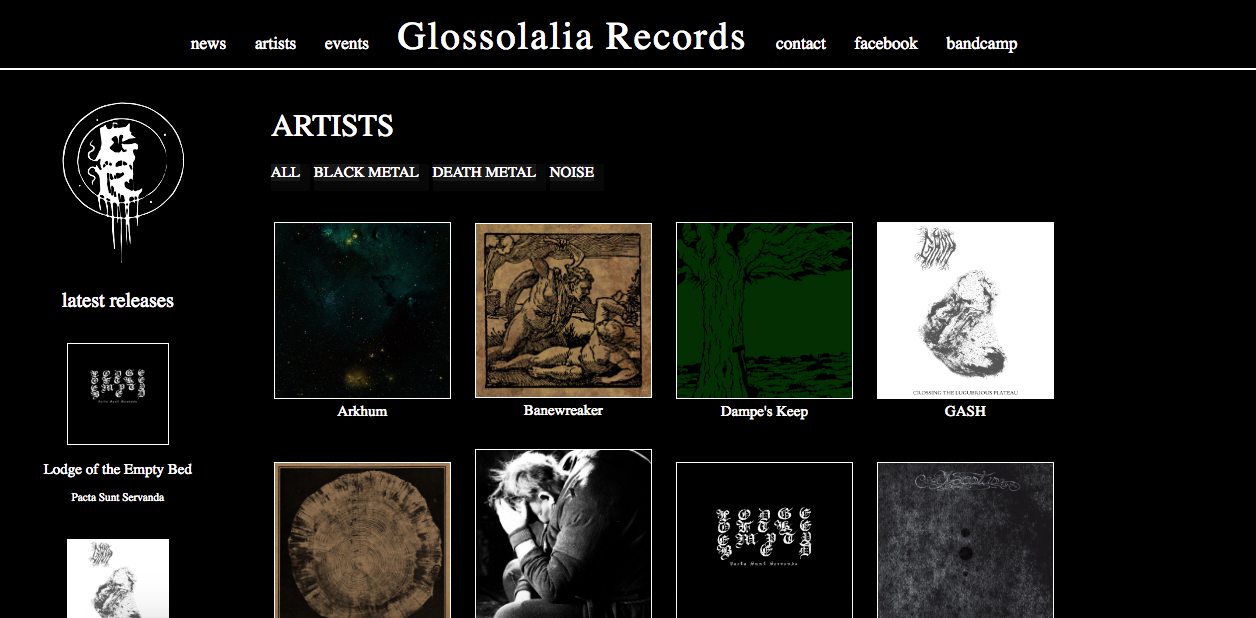 news artists events Glossolalia Records contact facebook bandcamp
ARTISTS
ALL BLACK METAL DEATH METAL NOISE
latest releases
Lodge of the Empty Bed
Pacta Sunt Servanda
Arkhum Banewreaker Dampe's Keep GASH
GASH
CROSSING THE LUGUBRIOUS PLATEAU
LODGE
OF THE
EMPTY
BED
Pacta Sunt Servanda